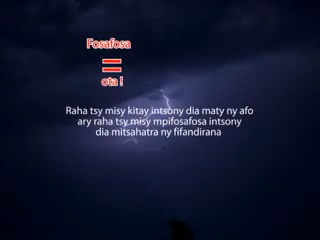 Fosafosa
=
ota !
Raha tsy misy kitay intsony dia maty ny afo
ary raha tsy misy mpifosafosa intsony
dia mitsahatra ny fifandirana